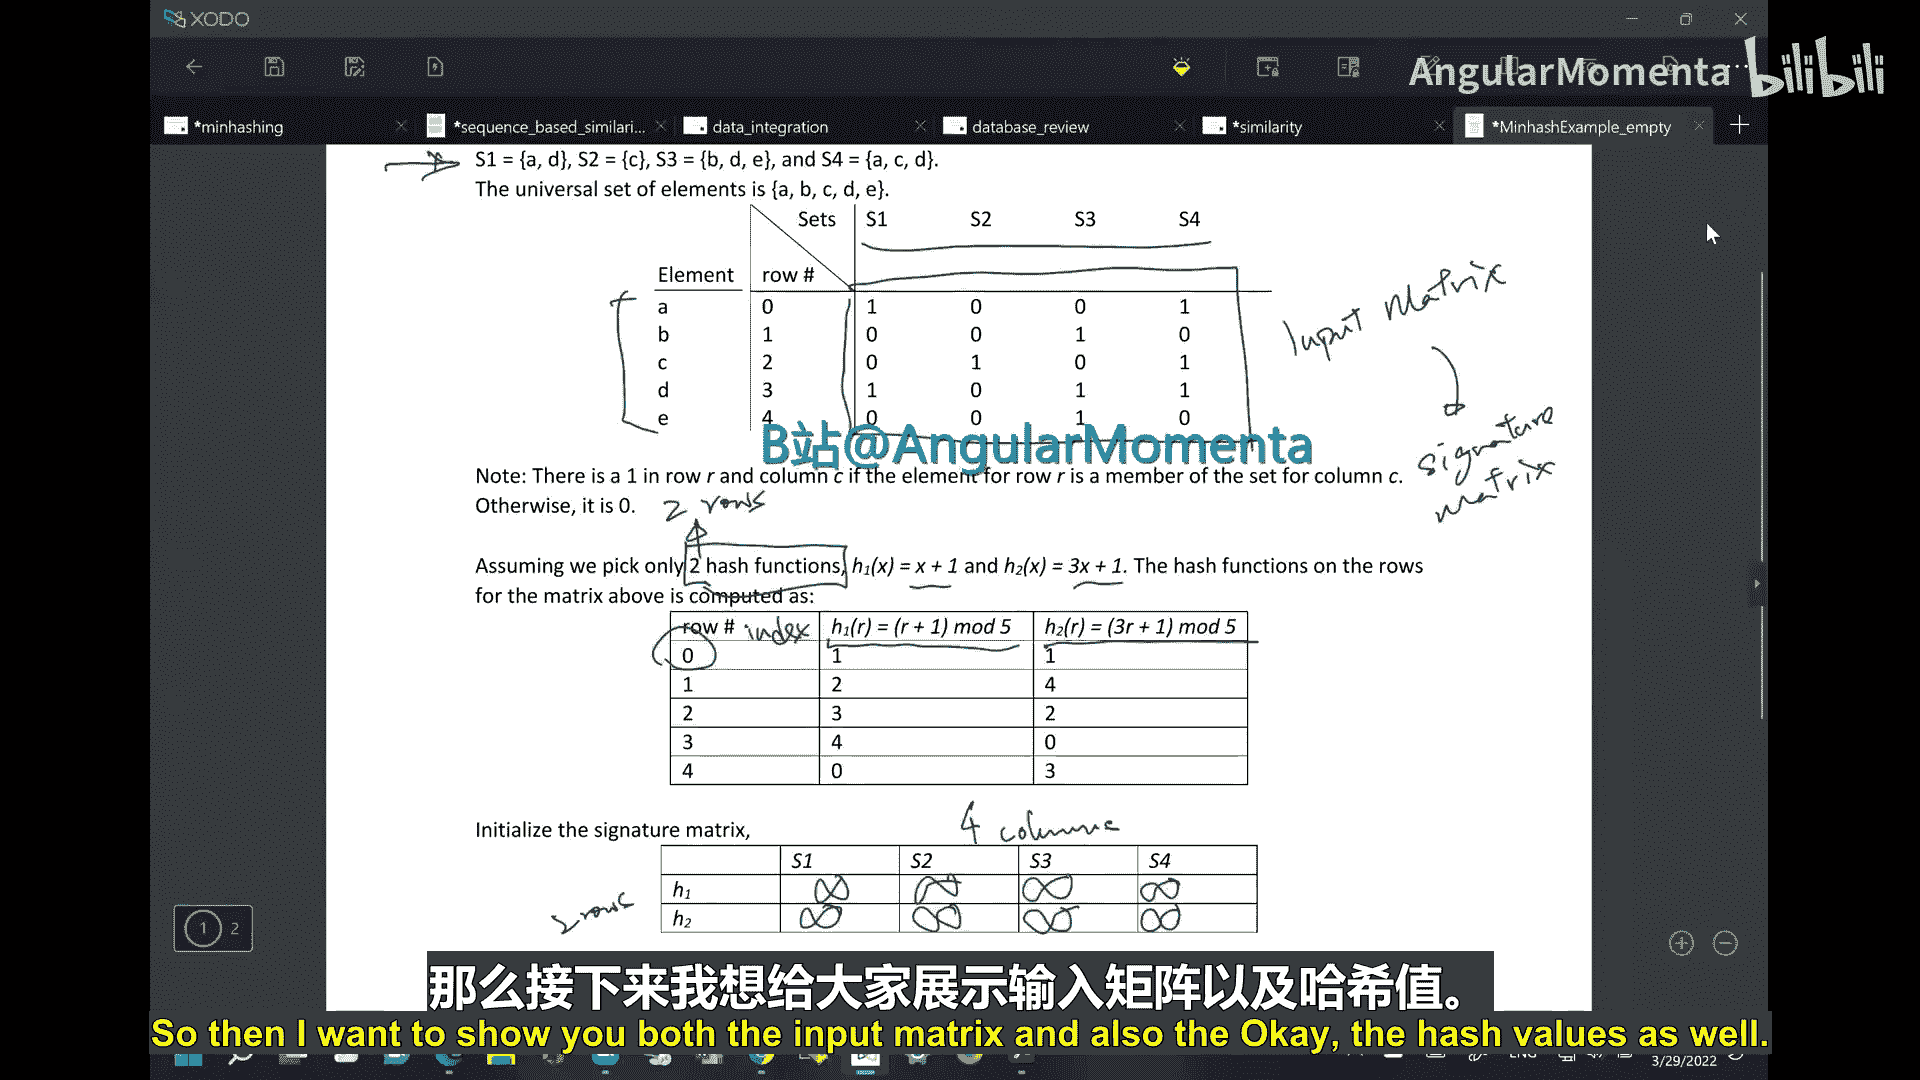 XODO
AngularMomenta bilibili
*minhashing
*sequence_based_similari...
data_integration
database_review
*similarity
*MinhashExample_empty
S1 = {a, d}, S2 = {c}, S3 = {b, d, e}, and S4 = {a, c, d}.
The universal set of elements is {a, b, c, d, e}.
Sets S1 S2 S3 S4
Element row #
a 0 1 0 0 1
b 1 0 0 1 0
c 2 0 1 0 1
d 3 1 0 1 1
e 4 0 0 1 0
Input Matrix
signature
matrix
B站@AngularMomenta
Note: There is a 1 in row r and column c if the element for row r is a member of the set for column c.
Otherwise, it is 0.
2 rows
Assuming we pick only 2 hash functions, h₁(x) = x + 1 and h₂(x) = 3x + 1. The hash functions on the rows
for the matrix above is computed as:
row # index h₁(r) = (r + 1) mod 5 h₂(r) = (3r + 1) mod 5
0 1 1
1 2 4
2 3 2
3 4 0
4 0 3
4 columns
Initialize the signature matrix,
S1 S2 S3 S4
h₁ ∞ ∞ ∞ ∞
h₂ ∞ ∞ ∞ ∞
2 rows
1 2
那么接下来我想给大家展示输入矩阵以及哈希值。
So then I want to show you both the input matrix and also the Okay, the hash values as well.
3/29/2022